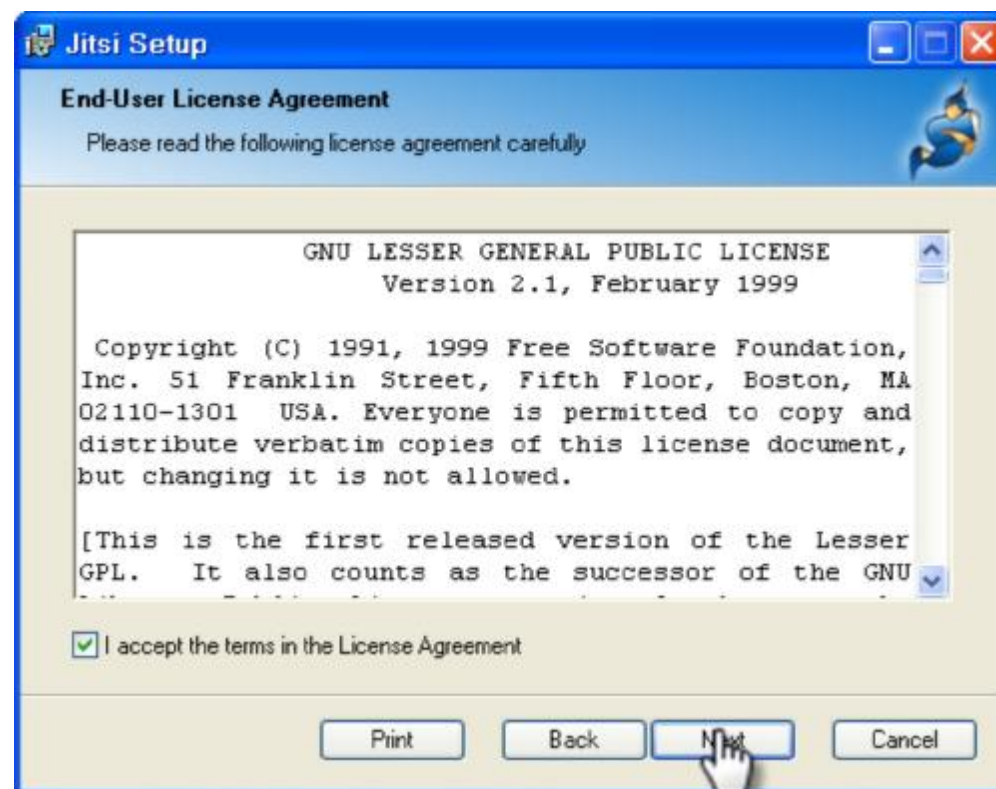 Jitsi Setup
End-User License Agreement
Please read the following license agreement carefully
GNU LESSER GENERAL PUBLIC LICENSE
Version 2.1, February 1999
Copyright (C) 1991, 1999 Free Software Foundation,
Inc. 51 Franklin Street, Fifth Floor, Boston, MA
02110-1301 USA. Everyone is permitted to copy and
distribute verbatim copies of this license document,
but changing it is not allowed.
[This is the first released version of the Lesser
GPL. It also counts as the successor of the GNU
I accept the terms in the License Agreement
Print Back Next Cancel